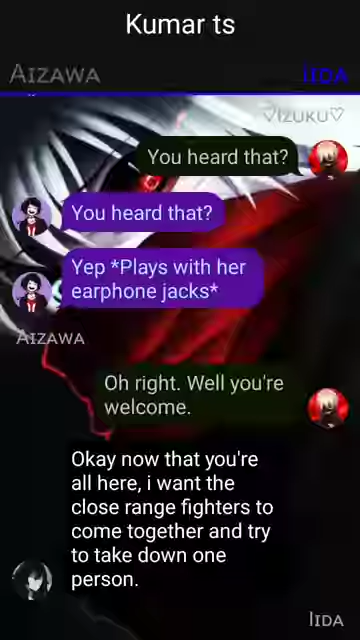 Kumar ts
AIZAWA IIDA
♡IZUKU♡
You heard that?
You heard that?
Yep *Plays with her
earphone jacks*
AIZAWA
Oh right. Well you're
welcome.
Okay now that you're
all here, i want the
close range fighters to
come together and try
to take down one
person.
IIDA